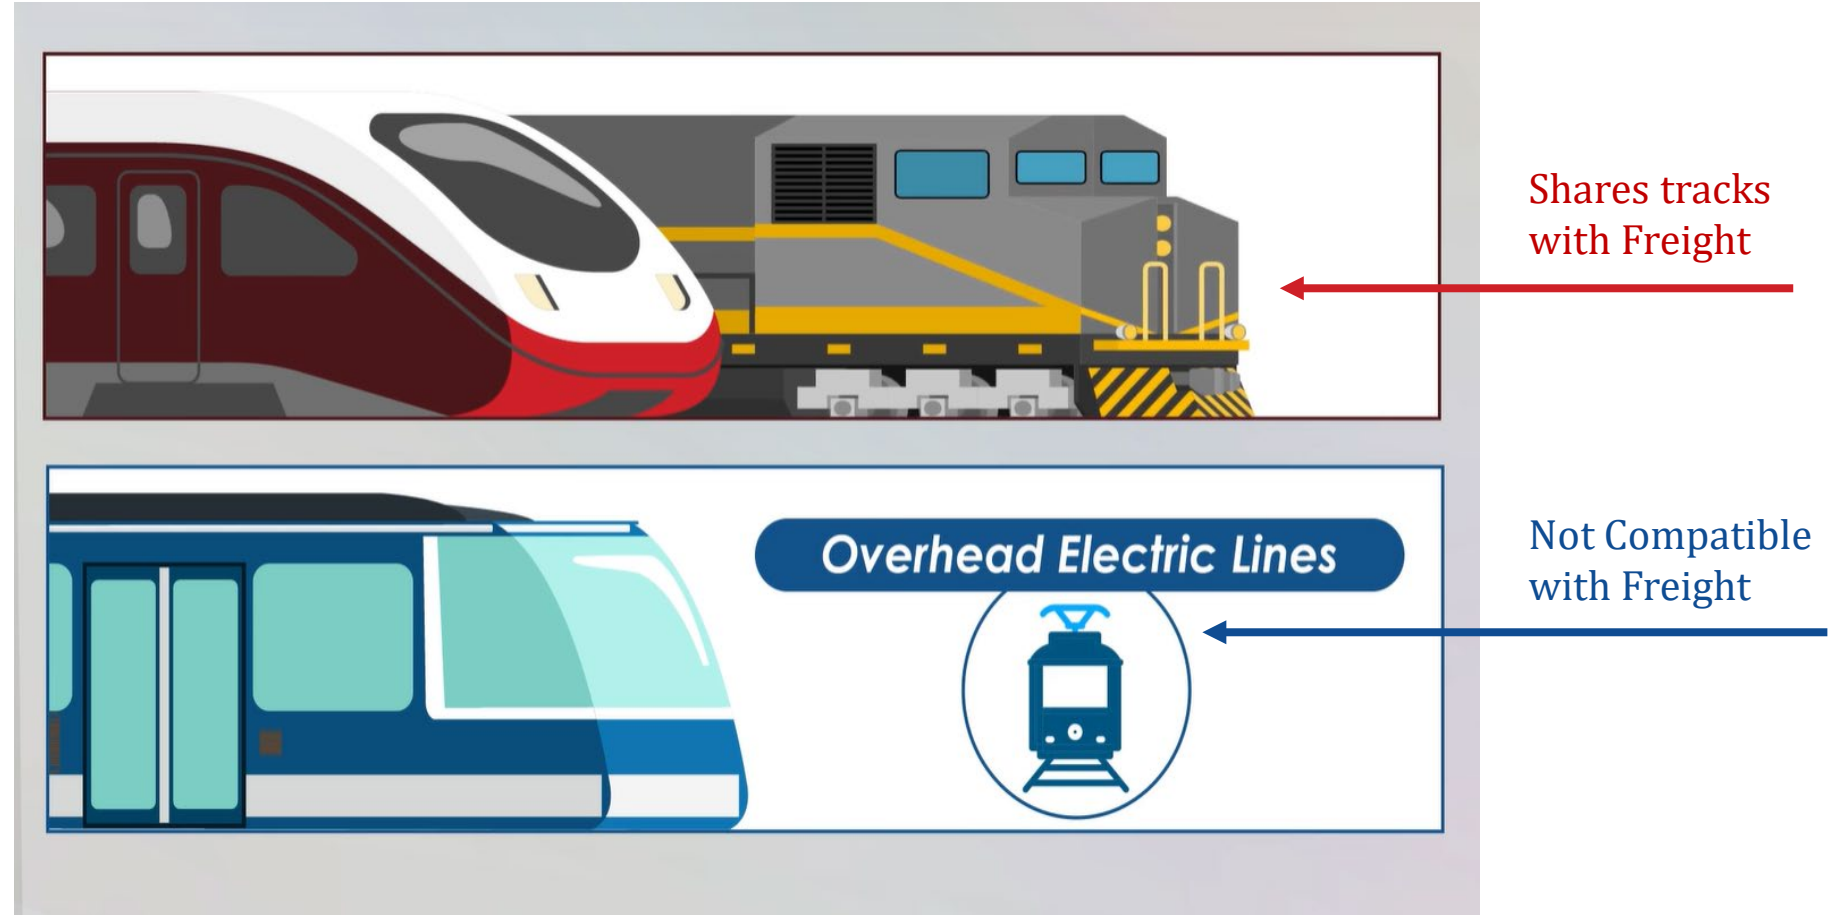 Shares tracks
with Freight
Overhead Electric Lines
Not Compatible
with Freight